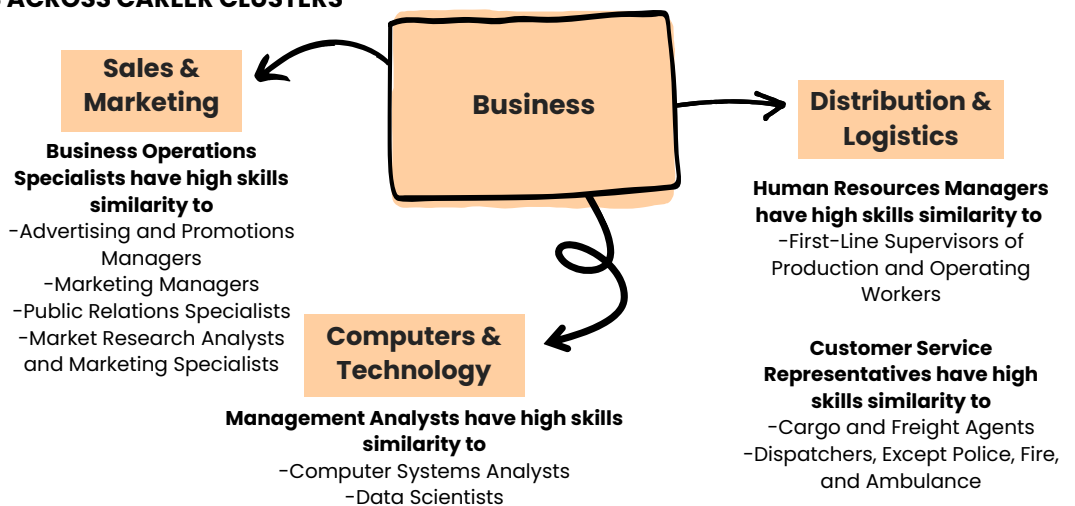 ACROSS CAREER CLUSTERS
Business
Sales &
Marketing
Business Operations
Specialists have high skills
similarity to
-Advertising and Promotions
Managers
-Marketing Managers
-Public Relations Specialists
-Market Research Analysts
and Marketing Specialists
Computers &
Technology
Management Analysts have high skills
similarity to
-Computer Systems Analysts
-Data Scientists
Distribution &
Logistics
Human Resources Managers
have high skills similarity to
-First-Line Supervisors of
Production and Operating
Workers
Customer Service
Representatives have high
skills similarity to
-Cargo and Freight Agents
-Dispatchers, Except Police, Fire,
and Ambulance